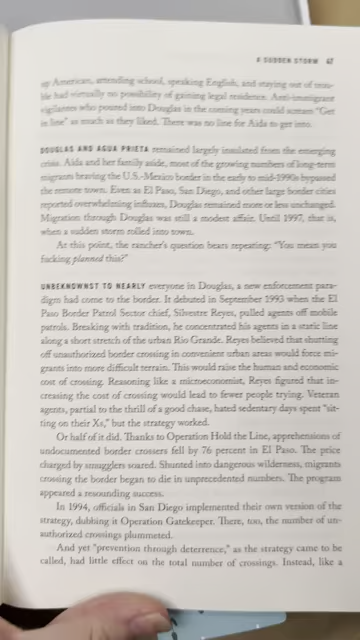 A SUDDEN STORM 47
up American, attending school, speaking English, and staying out of trou-
ble had virtually no possibility of gaining legal residence. Anti-immigrant
vigilantes who poured into Douglas in the coming years could scream "Get
in line" as much as they liked. There was no line for Aida to get into.
DOUGLAS AND AGUA PRIETA remained largely insulated from the emerging
crisis. Aida and her family aside, most of the growing numbers of long-term
migrants braving the U.S.-Mexico border in the early to mid-1990s bypassed
the remote town. Even as El Paso, San Diego, and other large border cities
reported overwhelming influxes, Douglas remained more or less unchanged.
Migration through Douglas was still a modest affair. Until 1997, that is,
when a sudden storm rolled into town.
At this point, the rancher's question bears repeating: "You mean you
fucking planned this?"
UNBEKNOWNST TO NEARLY everyone in Douglas, a new enforcement para-
digm had come to the border. It debuted in September 1993 when the El
Paso Border Patrol Sector chief, Silvestre Reyes, pulled agents off mobile
patrols. Breaking with tradition, he concentrated his agents in a static line
along a short stretch of the urban Rio Grande. Reyes believed that shutting
off unauthorized border crossing in convenient urban areas would force mi-
grants into more difficult terrain. This would raise the human and economic
cost of crossing. Reasoning like a microeconomist, Reyes figured that in-
creasing the cost of crossing would lead to fewer people trying. Veteran
agents, partial to the thrill of a good chase, hated sedentary days spent "sit-
ting on their Xs," but the strategy worked.
Or half of it did. Thanks to Operation Hold the Line, apprehensions of
undocumented border crossers fell by 76 percent in El Paso. The price
charged by smugglers soared. Shunted into dangerous wilderness, migrants
crossing the border began to die in unprecedented numbers. The program
appeared a resounding success.
In 1994, officials in San Diego implemented their own version of the
strategy, dubbing it Operation Gatekeeper. There, too, the number of un-
authorized crossings plummeted.
And yet "prevention through deterrence," as the strategy came to be
called, had little effect on the total number of crossings. Instead, like a